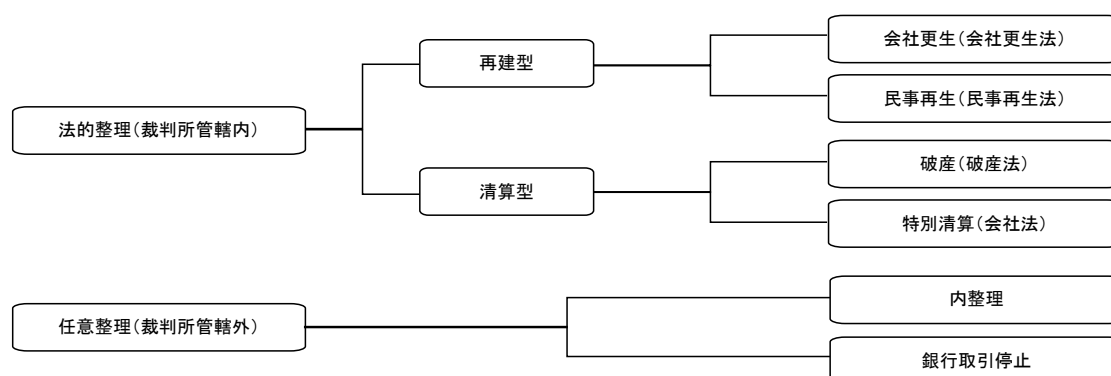 法的整理(裁判所管轄内)
再建型
会社更生(会社更生法)
民事再生(民事再生法)
清算型
破産(破産法)
特別清算(会社法)
任意整理(裁判所管轄外)
内整理
銀行取引停止